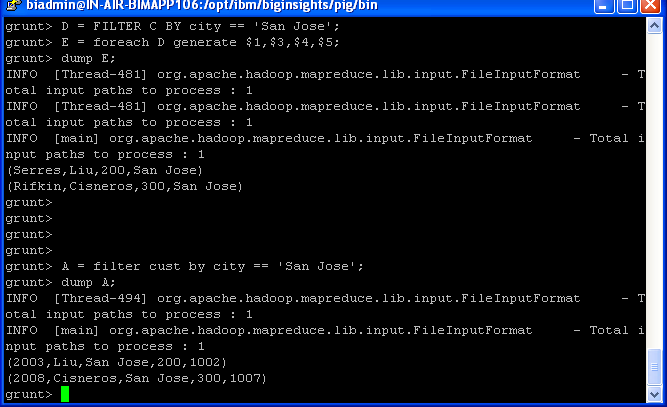 biadmin@IN-AIR-BIMAPP106:/opt/ibm/biginsights/pig/bin
grunt> D = FILTER C BY city == 'San Jose';
grunt> E = foreach D generate $1,$3,$4,$5;
grunt> dump E;
INFO  [Thread-481] org.apache.hadoop.mapreduce.lib.input.FileInputFormat     - T
otal input paths to process : 1
INFO  [Thread-481] org.apache.hadoop.mapreduce.lib.input.FileInputFormat     - T
otal input paths to process : 1
INFO  [main] org.apache.hadoop.mapreduce.lib.input.FileInputFormat     - Total i
nput paths to process : 1
(Serres,Liu,200,San Jose)
(Rifkin,Cisneros,300,San Jose)
grunt>
grunt>
grunt>
grunt>
grunt> A = filter cust by city == 'San Jose';
grunt> dump A;
INFO  [Thread-494] org.apache.hadoop.mapreduce.lib.input.FileInputFormat     - T
otal input paths to process : 1
INFO  [main] org.apache.hadoop.mapreduce.lib.input.FileInputFormat     - Total i
nput paths to process : 1
(2003,Liu,San Jose,200,1002)
(2008,Cisneros,San Jose,300,1007)
grunt>